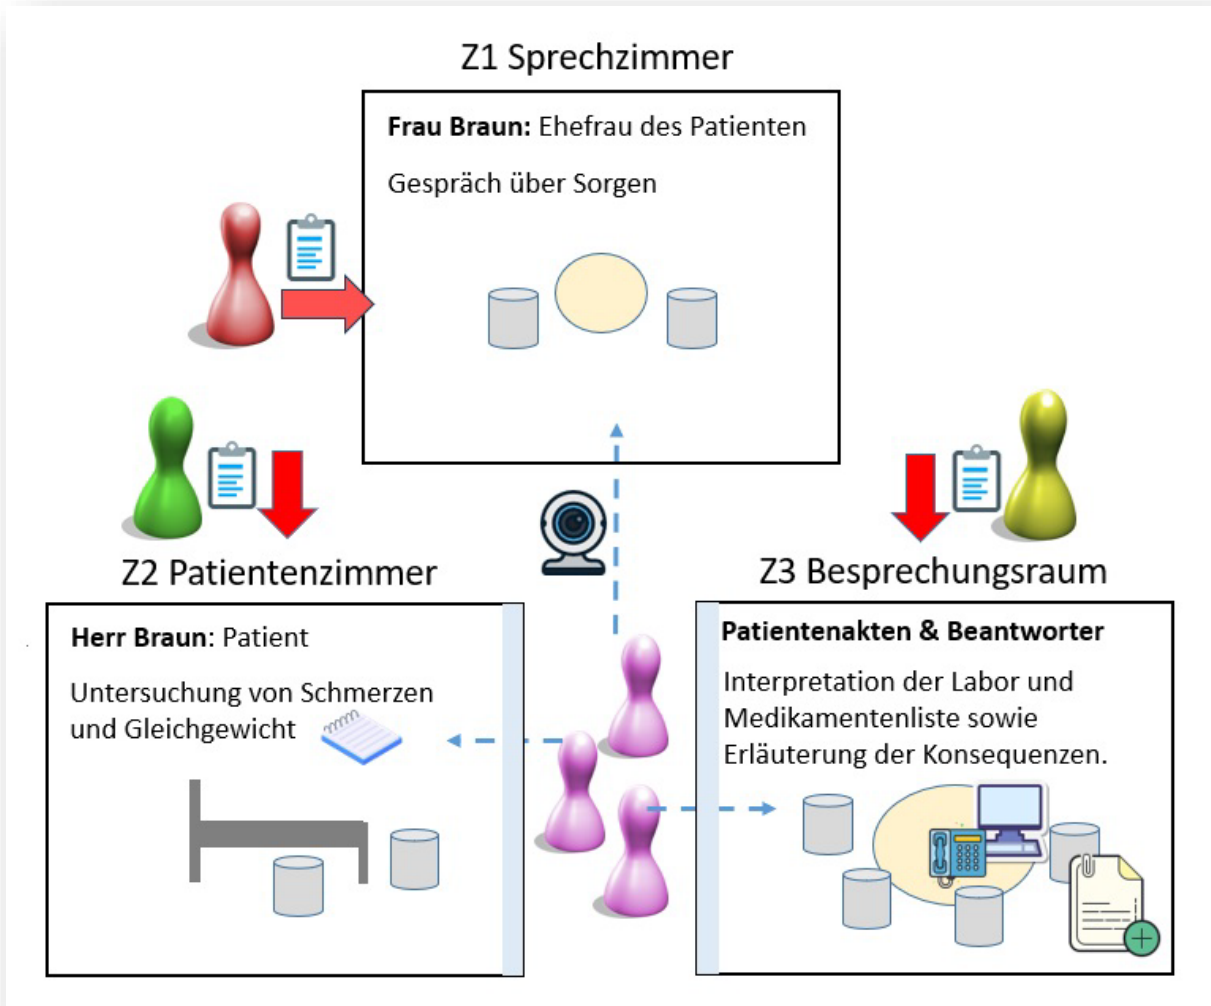 Z1 Sprechzimmer
Frau Braun: Ehefrau des Patienten
Gespräch über Sorgen
Z2 Patientenzimmer
Herr Braun: Patient
Untersuchung von Schmerzen
und Gleichgewicht
Z3 Besprechungsraum
Patientenakten & Beantworter
Interpretation der Labor und
Medikamentenliste sowie
Erläuterung der Konsequenzen.